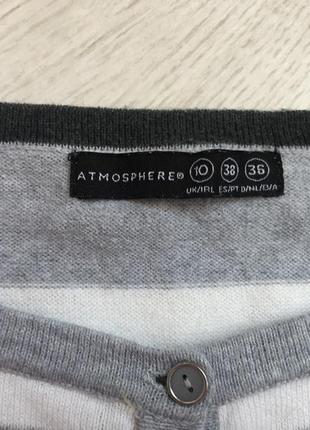 ATMOSPHERE® 10 38 36
UK/IRL ES/PT D/NL/B/A